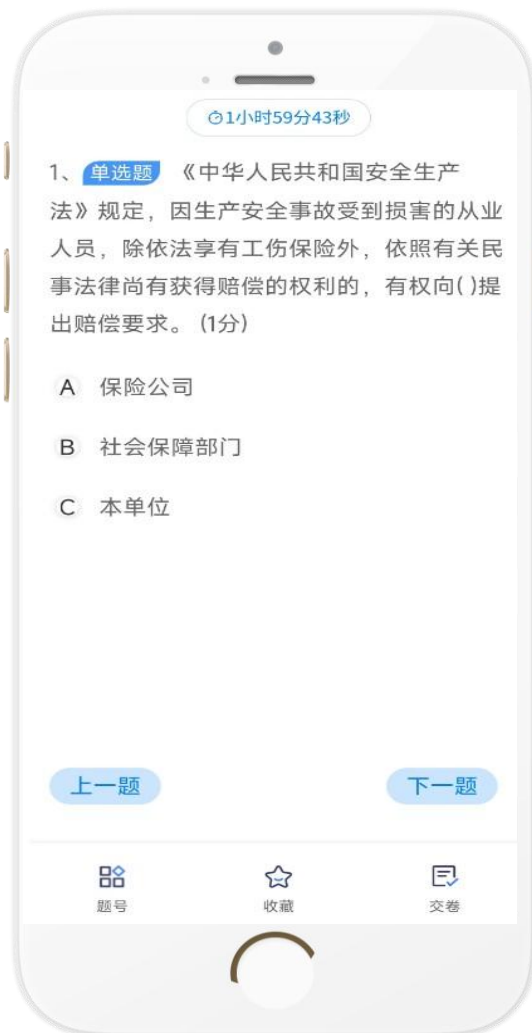 1小时59分43秒
1、 单选题 《中华人民共和国安全生产
法》规定，因生产安全事故受到损害的从业
人员，除依法享有工伤保险外，依照有关民
事法律尚有获得赔偿的权利的，有权向( )提
出赔偿要求。(1分)
A 保险公司
B 社会保障部门
C 本单位
上一题 下一题
题号 收藏 交卷